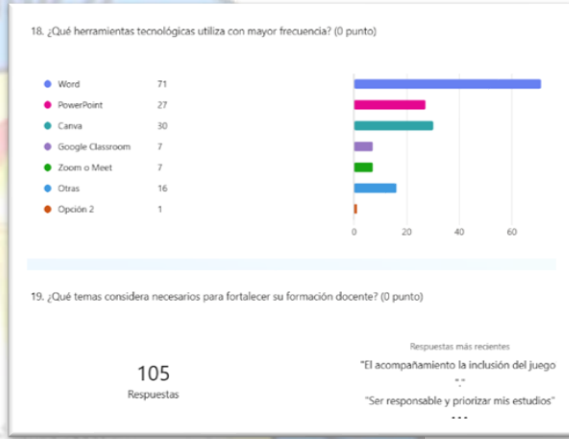 18. ¿Qué herramientas tecnológicas utiliza con mayor frecuencia? (0 punto)
Word 71
PowerPoint 27
Canva 30
Google Classroom 7
Zoom o Meet 7
Otras 16
Opción 2 1
0 20 40 60
19. ¿Qué temas considera necesarios para fortalecer su formación docente? (0 punto)
Respuestas más recientes
105
Respuestas
"El acompañamiento la inclusión del juego
"."
"Ser responsable y priorizar mis estudios"
...